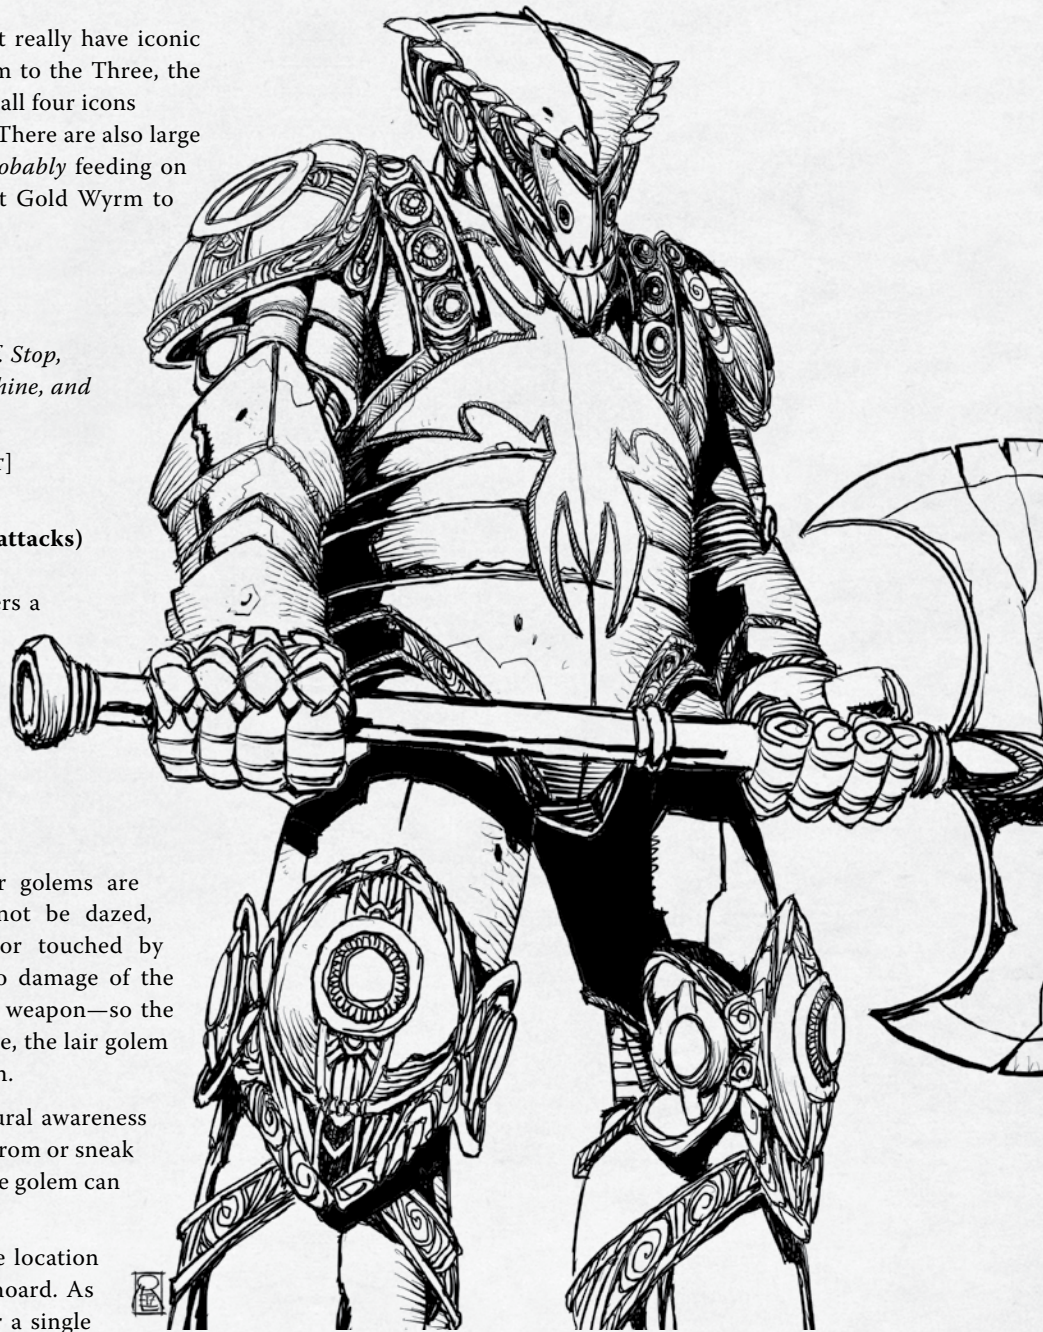 t really have iconic
m to the Three, the
all four icons
There are also large
obably feeding on
t Gold Wyrm to
Stop,
hine, and
r]
attacks)
ers a
r golems are
not be dazed,
or touched by
o damage of the
weapon—so the
e, the lair golem
n.
ural awareness
from or sneak
e golem can
e location
hoard. As
r a single